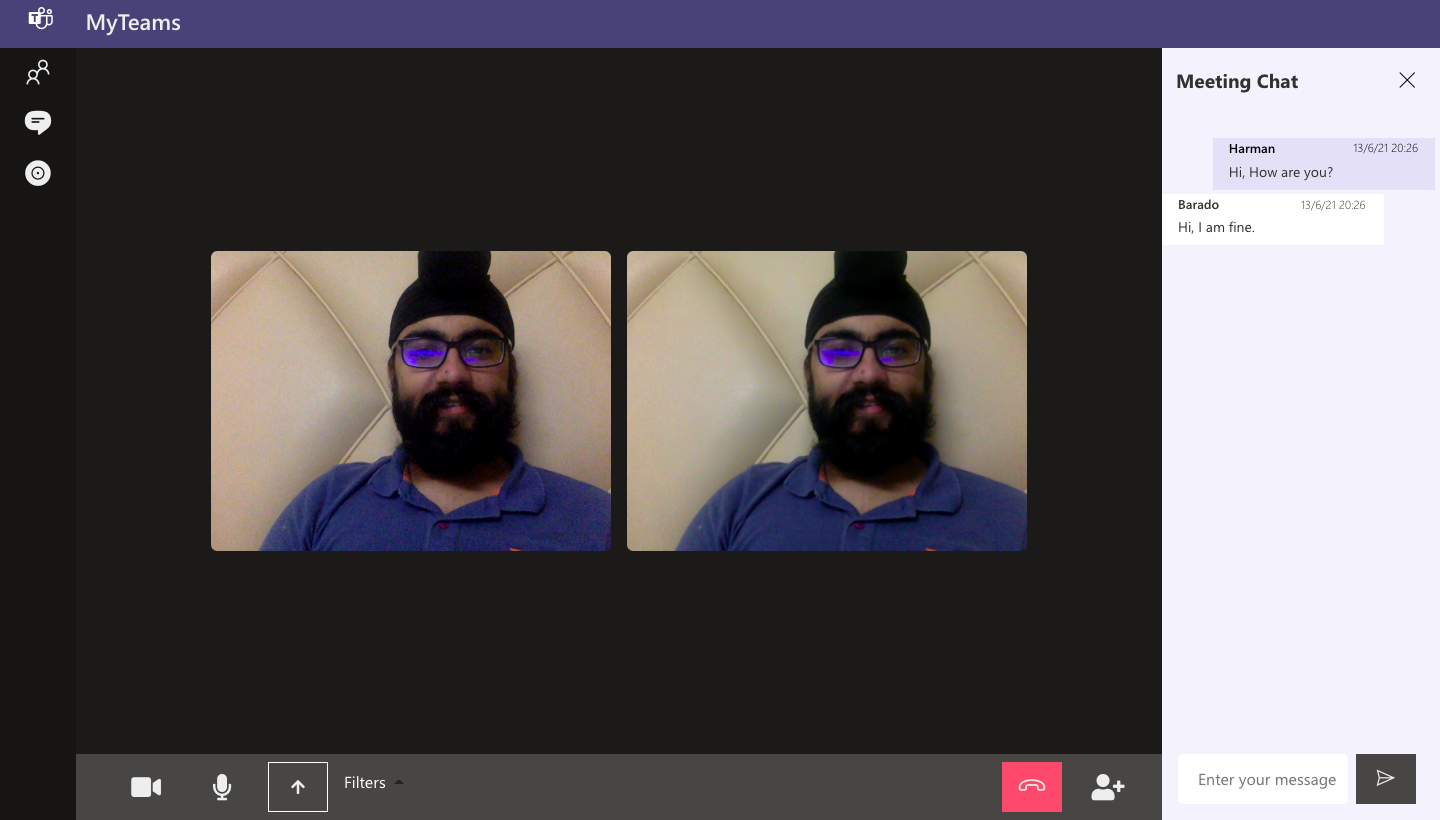 MyTeams
Meeting Chat
Harman 13/6/21 20:26
Hi, How are you?
Barado 13/6/21 20:26
Hi, I am fine.
Filters
Enter your message